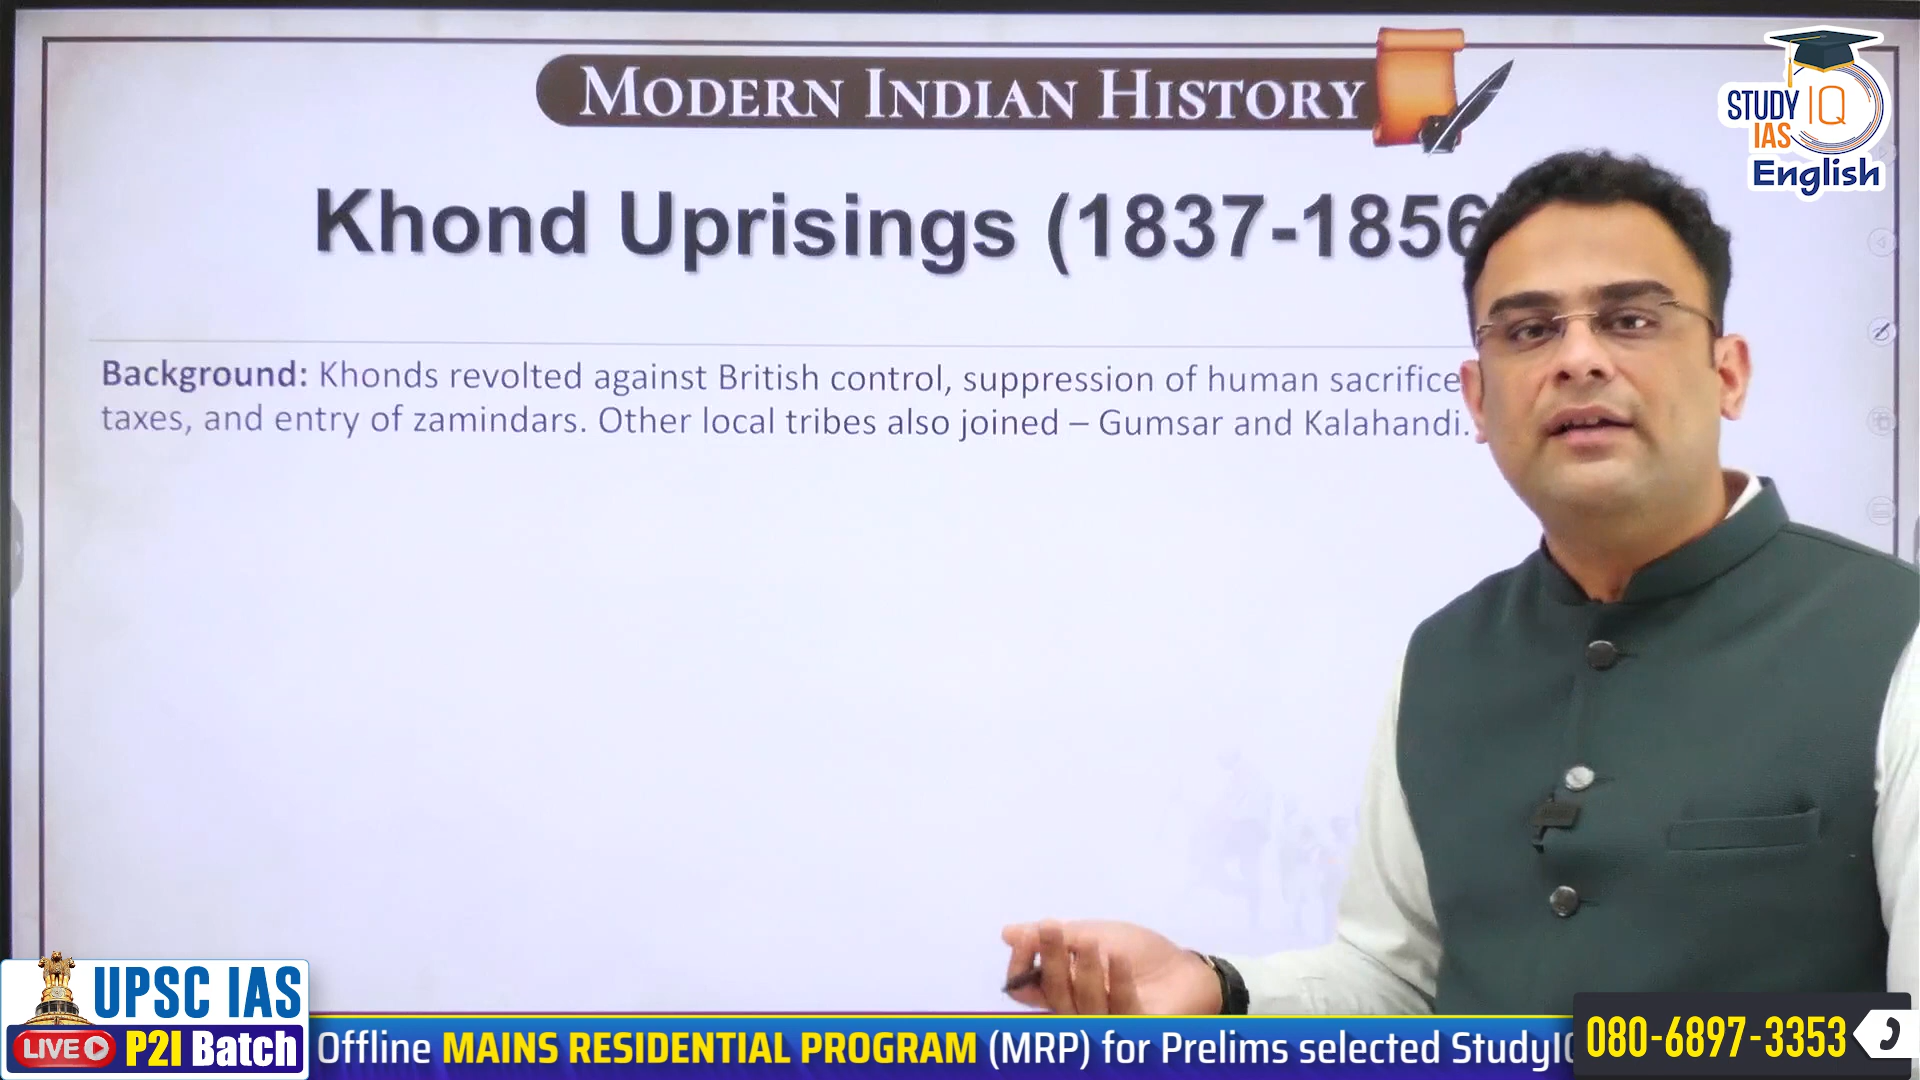 MODERN INDIAN HISTORY
STUDY IQ
IAS
English
Khond Uprisings (1837-1856
Background: Khonds revolted against British control, suppression of human sacrifice
taxes, and entry of zamindars. Other local tribes also joined – Gumsar and Kalahandi.
UPSC IAS
LIVE P2I Batch
Offline MAINS RESIDENTIAL PROGRAM (MRP) for Prelims selected StudyIQ
080-6897-3353